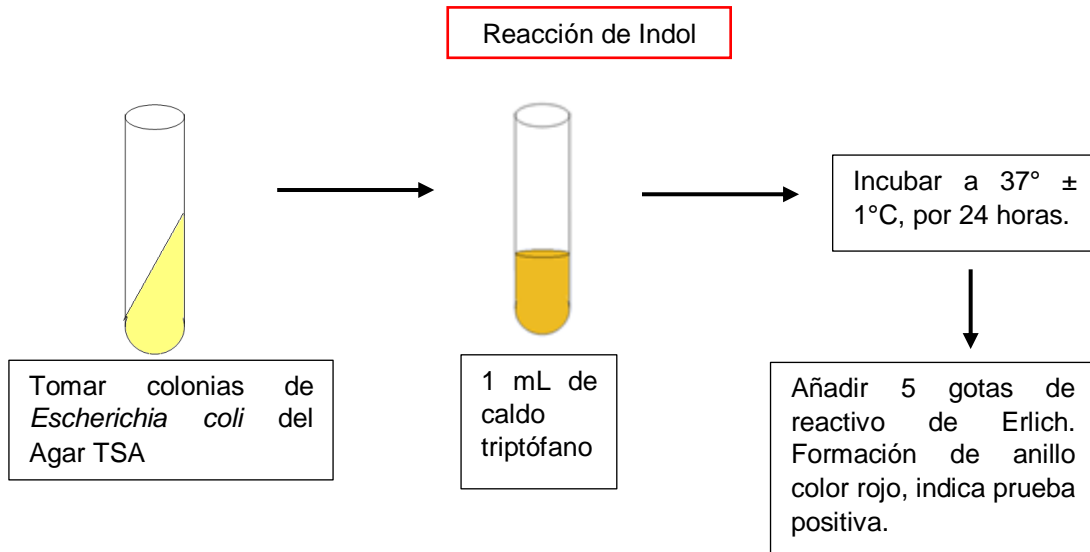 Reacción de Indol
Incubar a 37° ±
1°C, por 24 horas.
Tomar colonias de
Escherichia coli del
Agar TSA
1 mL de
caldo
triptófano
Añadir 5 gotas de
reactivo de Erlich.
Formación de anillo
color rojo, indica prueba
positiva.